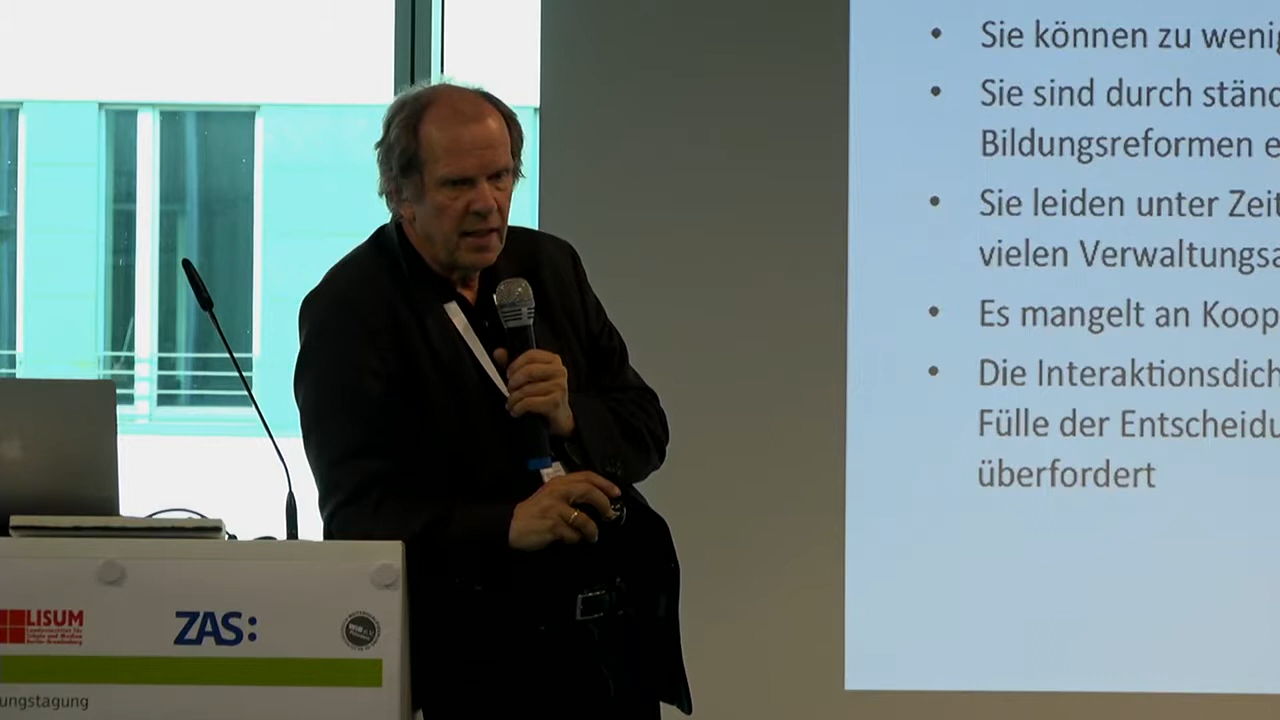 Sie können zu wenig
Sie sind durch ständ
Bildungsreformen e
Sie leiden unter Zeit
vielen Verwaltungsa
Es mangelt an Koop
Die Interaktionsdich
Fülle der Entscheidu
überfordert
LISUM
ZAS:
ungstagung